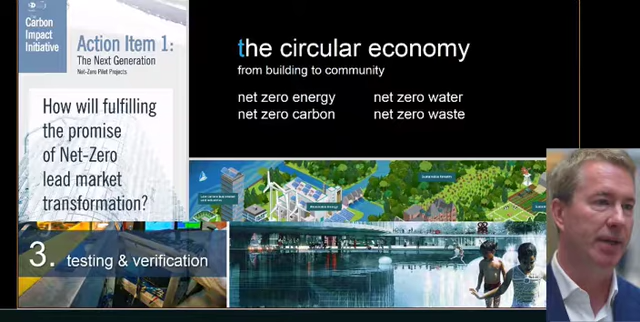 Carbon
Impact
Initiative
Action Item 1:
The Next Generation
Net-Zero Pilot Projects
How will fulfilling
the promise
of Net-Zero
lead market
transformation?
3. testing & verification
the circular economy
from building to community
net zero energy
net zero carbon
net zero water
net zero waste